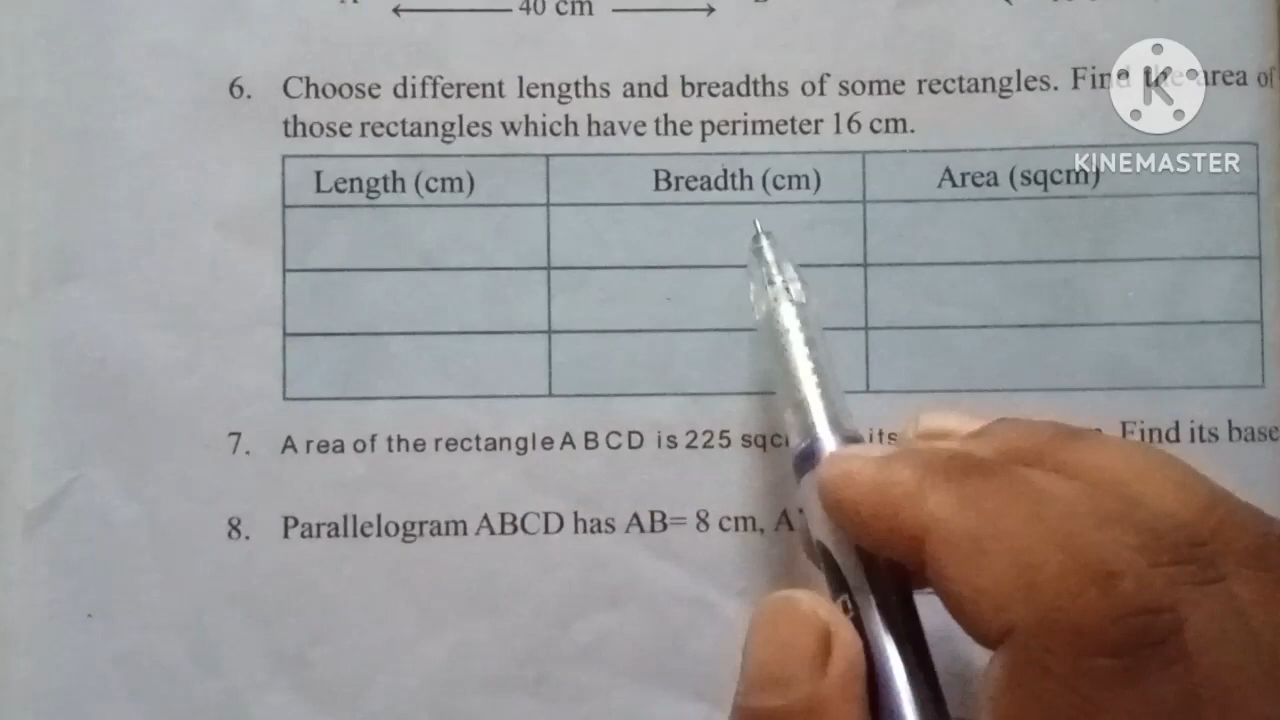 40 cm
6. Choose different lengths and breadths of some rectangles. Find the area of
those rectangles which have the perimeter 16 cm.
KINEMASTER
Length (cm) Breadth (cm) Area (sqcm)
7. Area of the rectangle ABCD is 225 its Find its base
8. Parallelogram ABCD has AB= 8 cm,